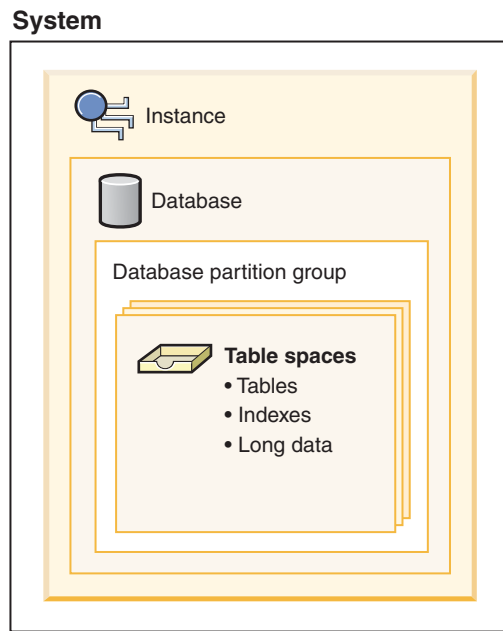 System
Instance
Database
Database partition group
Table spaces
• Tables
• Indexes
• Long data